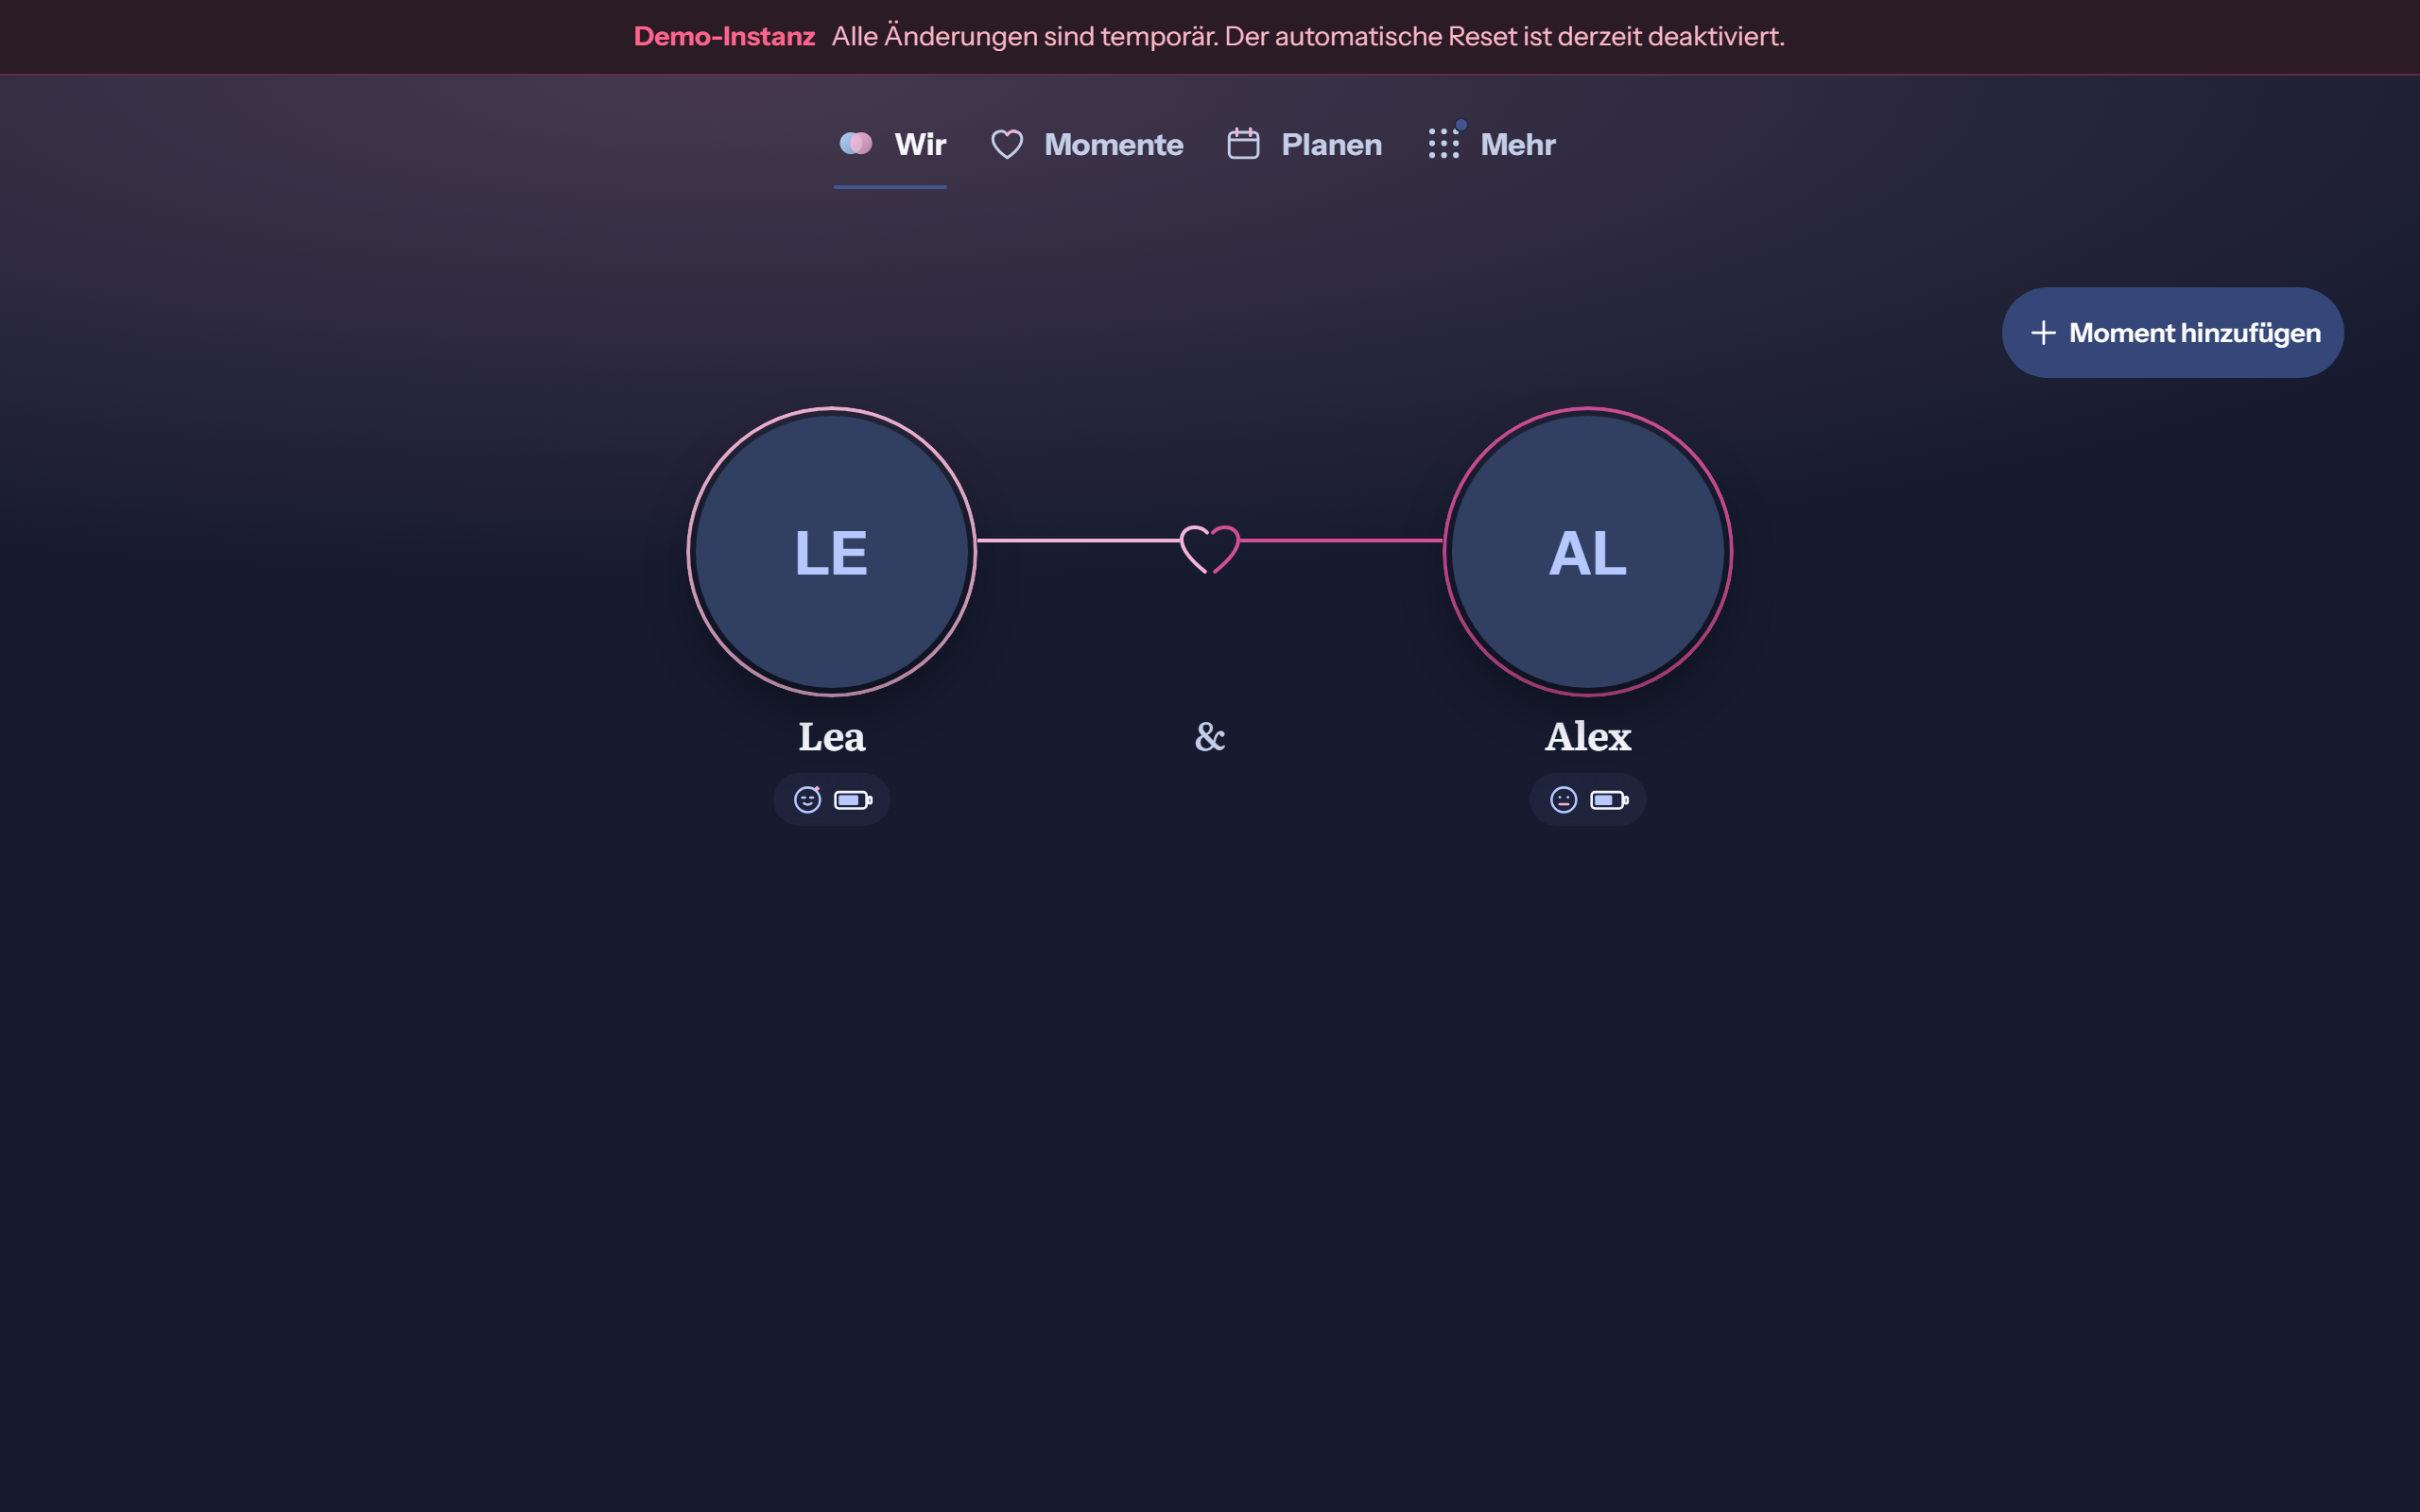 Demo-Instanz Alle Änderungen sind temporär. Der automatische Reset ist derzeit deaktiviert.
Wir Momente Planen Mehr
Moment hinzufügen
LE AL
Lea & Alex